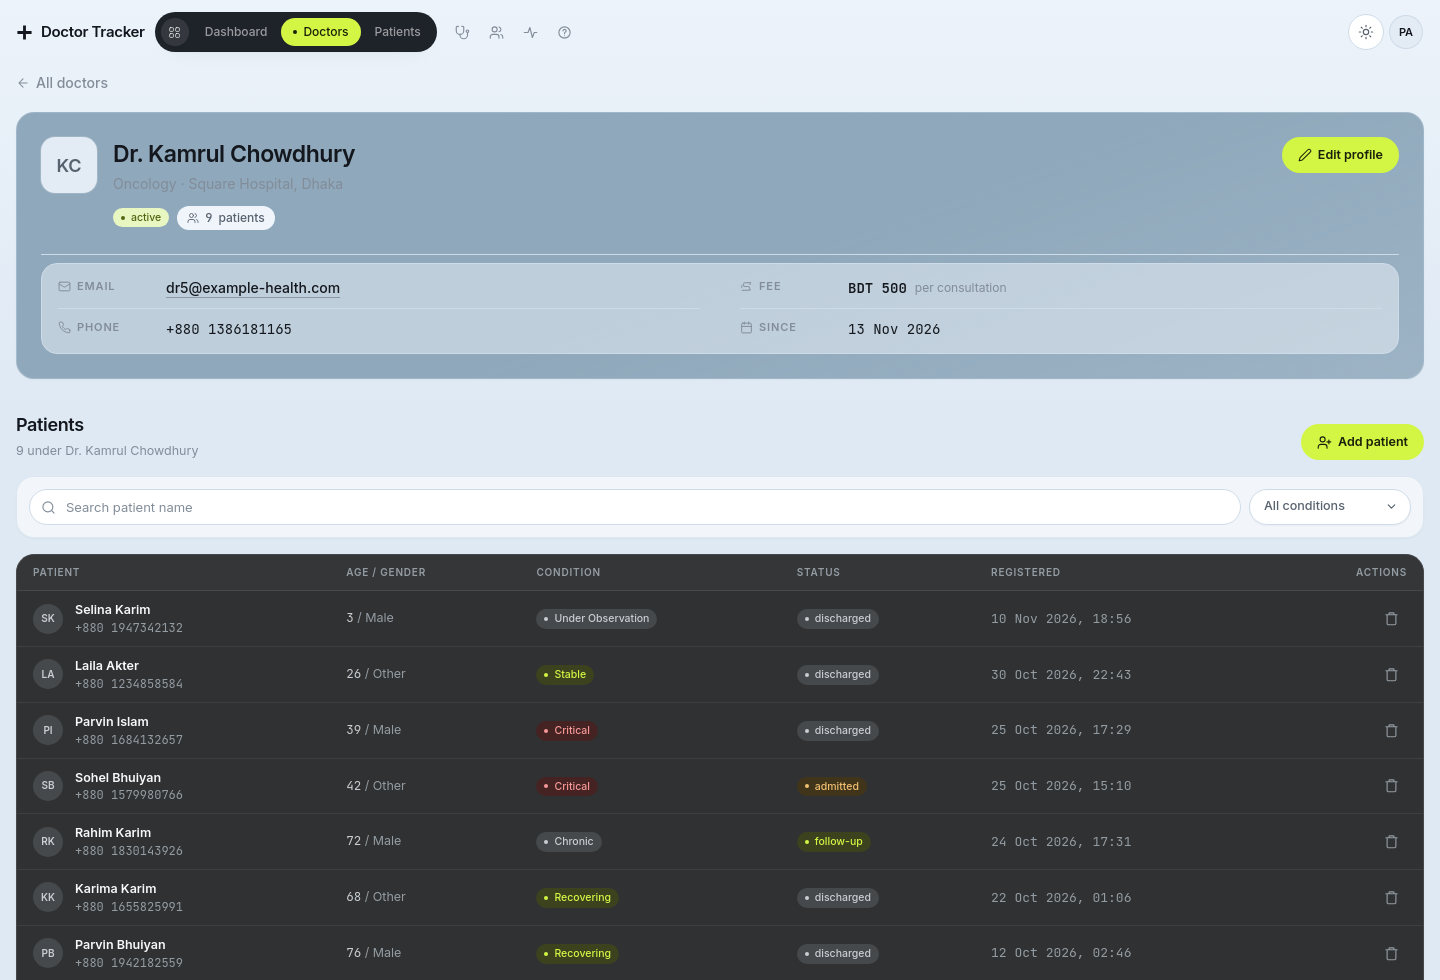 Doctor Tracker
Dashboard
Doctors
Patients
PA
All doctors
KC
Dr. Kamrul Chowdhury
Oncology · Square Hospital, Dhaka
active
9 patients
Edit profile
EMAIL dr5@example-health.com
FEE BDT 500 per consultation
PHONE +880 1386181165
SINCE 13 Nov 2026
Patients
9 under Dr. Kamrul Chowdhury
Add patient
Search patient name
All conditions
PATIENT AGE / GENDER CONDITION STATUS REGISTERED ACTIONS
SK Selina Karim
+880 1947342132
3 / Male Under Observation discharged 10 Nov 2026, 18:56
LA Laila Akter
+880 1234858584
26 / Other Stable discharged 30 Oct 2026, 22:43
PI Parvin Islam
+880 1684132657
39 / Male Critical discharged 25 Oct 2026, 17:29
SB Sohel Bhuiyan
+880 1579980766
42 / Other Critical admitted 25 Oct 2026, 15:10
RK Rahim Karim
+880 1830143926
72 / Male Chronic follow-up 24 Oct 2026, 17:31
KK Karima Karim
+880 1655825991
68 / Other Recovering discharged 22 Oct 2026, 01:06
PB Parvin Bhuiyan
+880 1942182559
76 / Male Recovering discharged 12 Oct 2026, 02:46